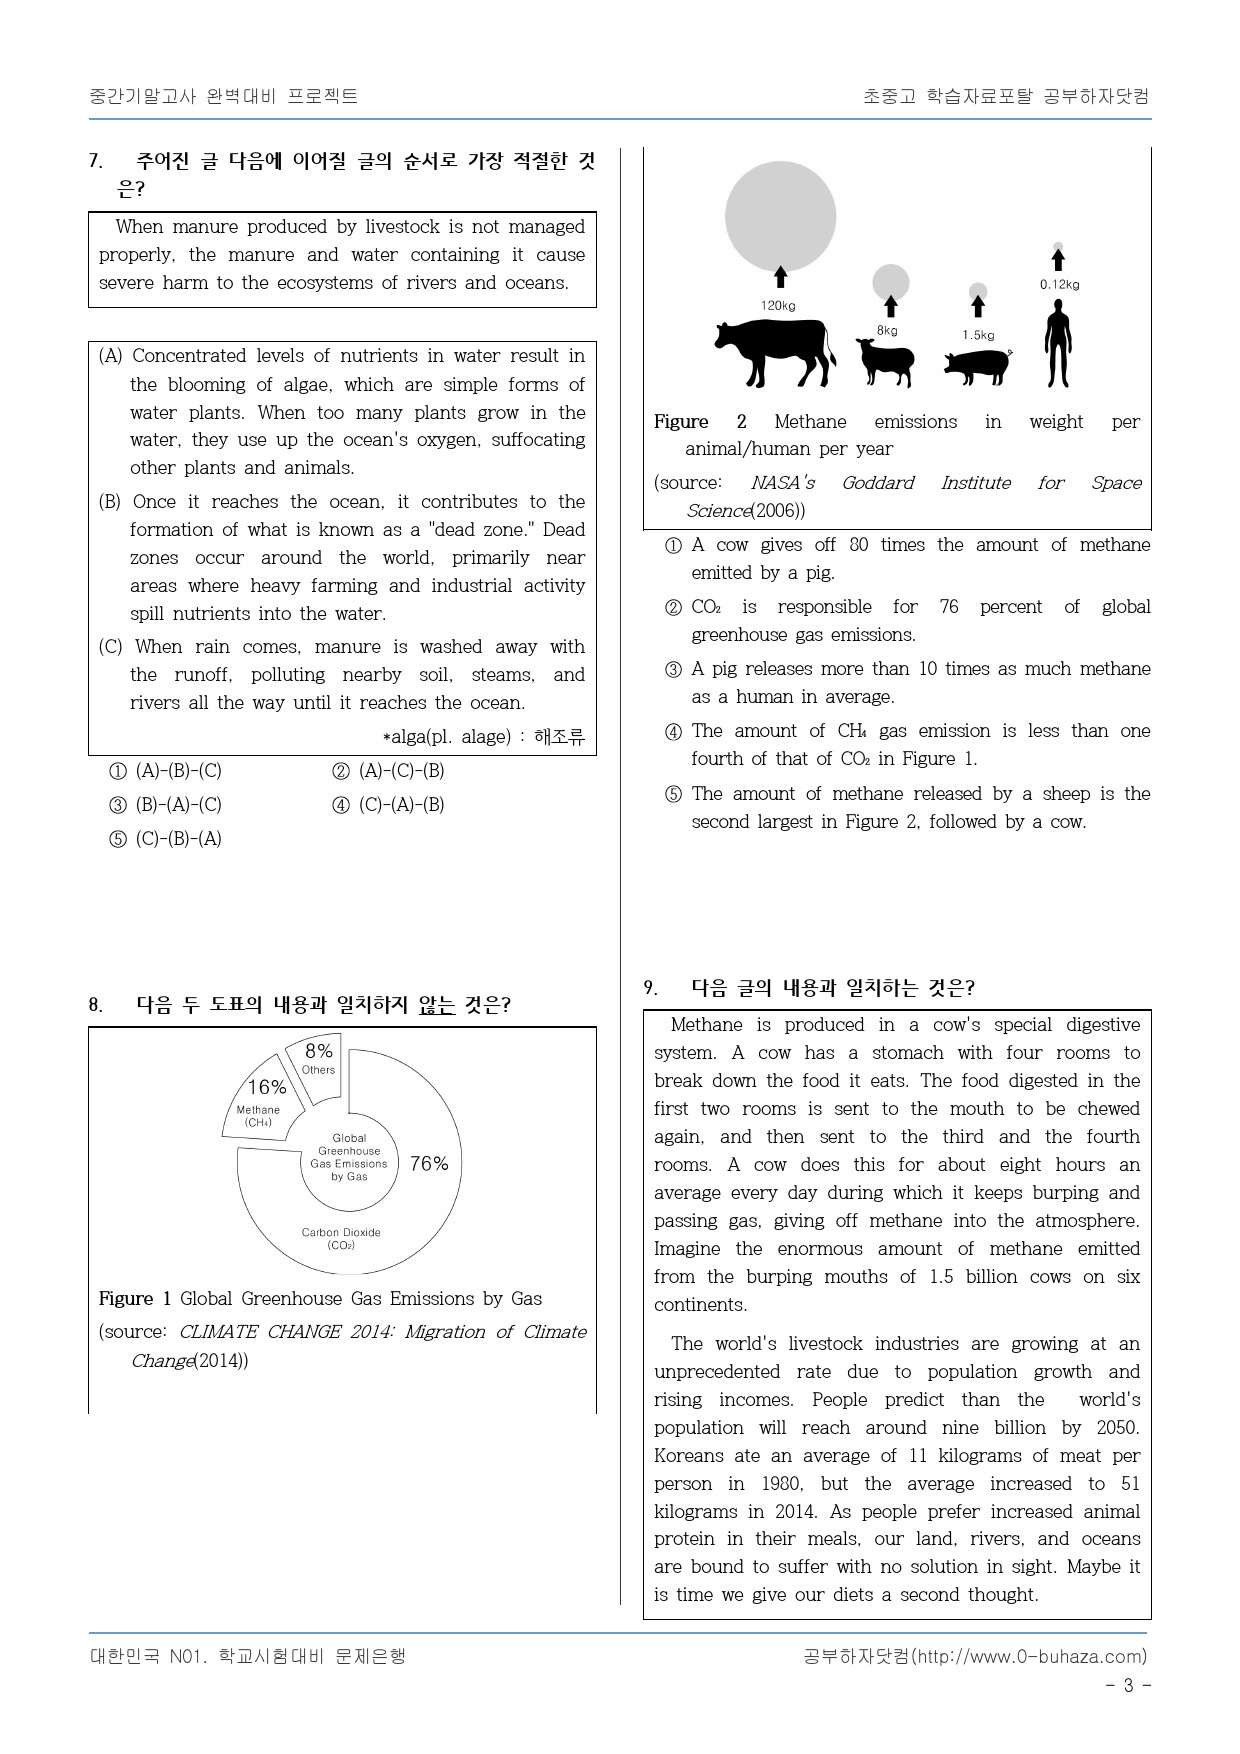 중간기말고사 완벽대비 프로젝트
초중고 학습자료포탈 공부하자닷컴
7. 주어진 글 다음에 이어질 글의 순서로 가장 적절한 것
은?
When manure produced by livestock is not managed
properly, the manure and water containing it cause
severe harm to the ecosystems of rivers and oceans.
(A) Concentrated levels of nutrients in water result in
the blooming of algae, which are simple forms of
water plants. When too many plants grow in the
water, they use up the ocean's oxygen, suffocating
other plants and animals.
(B) Once it reaches the ocean, it contributes to the
formation of what is known as a "dead zone." Dead
zones occur around the world, primarily near
areas where heavy farming and industrial activity
spill nutrients into the water.
(C) When rain comes, manure is washed away with
the runoff, polluting nearby soil, steams, and
rivers all the way until it reaches the ocean.
*alga(pl. alage) : 해조류
① (A)-(B)-(C) ② (A)-(C)-(B)
③ (B)-(A)-(C) ④ (C)-(A)-(B)
⑤ (C)-(B)-(A)
8. 다음 두 도표의 내용과 일치하지 않는 것은?
8%
Others
16%
Methane
(CH₄)
Global
Greenhouse
Gas Emissions
by Gas
76%
Carbon Dioxide
(CO₂)
Figure 1 Global Greenhouse Gas Emissions by Gas
(source: CLIMATE CHANGE 2014: Migration of Climate
Change(2014))
120kg
8kg
1.5kg
0.12kg
Figure 2 Methane emissions in weight per
animal/human per year
(source: NASA's Goddard Institute for Space
Science(2006))
① A cow gives off 80 times the amount of methane
emitted by a pig.
② CO₂ is responsible for 76 percent of global
greenhouse gas emissions.
③ A pig releases more than 10 times as much methane
as a human in average.
④ The amount of CH₄ gas emission is less than one
fourth of that of CO₂ in Figure 1.
⑤ The amount of methane released by a sheep is the
second largest in Figure 2, followed by a cow.
9. 다음 글의 내용과 일치하는 것은?
Methane is produced in a cow's special digestive
system. A cow has a stomach with four rooms to
break down the food it eats. The food digested in the
first two rooms is sent to the mouth to be chewed
again, and then sent to the third and the fourth
rooms. A cow does this for about eight hours an
average every day during which it keeps burping and
passing gas, giving off methane into the atmosphere.
Imagine the enormous amount of methane emitted
from the burping mouths of 1.5 billion cows on six
continents.
The world's livestock industries are growing at an
unprecedented rate due to population growth and
rising incomes. People predict than the world's
population will reach around nine billion by 2050.
Koreans ate an average of 11 kilograms of meat per
person in 1980, but the average increased to 51
kilograms in 2014. As people prefer increased animal
protein in their meals, our land, rivers, and oceans
are bound to suffer with no solution in sight. Maybe it
is time we give our diets a second thought.
대한민국 N01. 학교시험대비 문제은행
공부하자닷컴(http://www.0-buhaza.com)
- 3 -